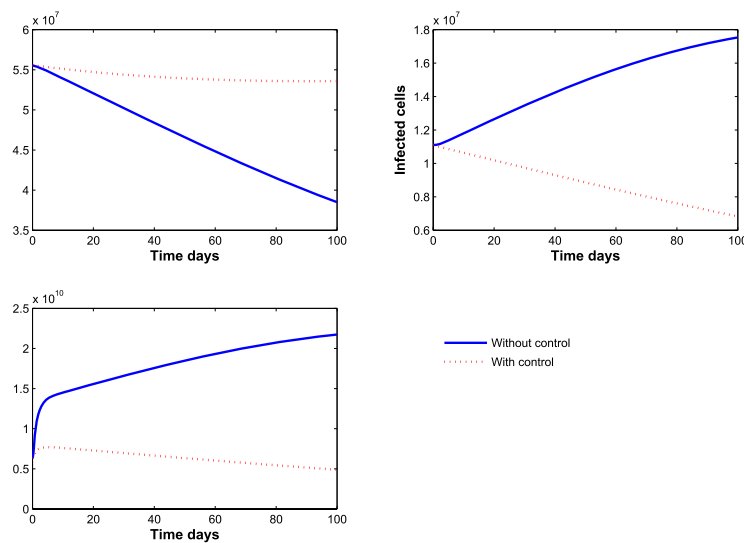 x 10^7
6
5.5
5
4.5
4
3.5
0 20 40 60 80 100
Time days
x 10^7
1.8
1.6
1.4
1.2
1
0.8
0.6
0 20 40 60 80 100
Infected cells
Time days
x 10^10
2.5
2
1.5
1
0.5
0
0 20 40 60 80 100
Time days
Without control
With control